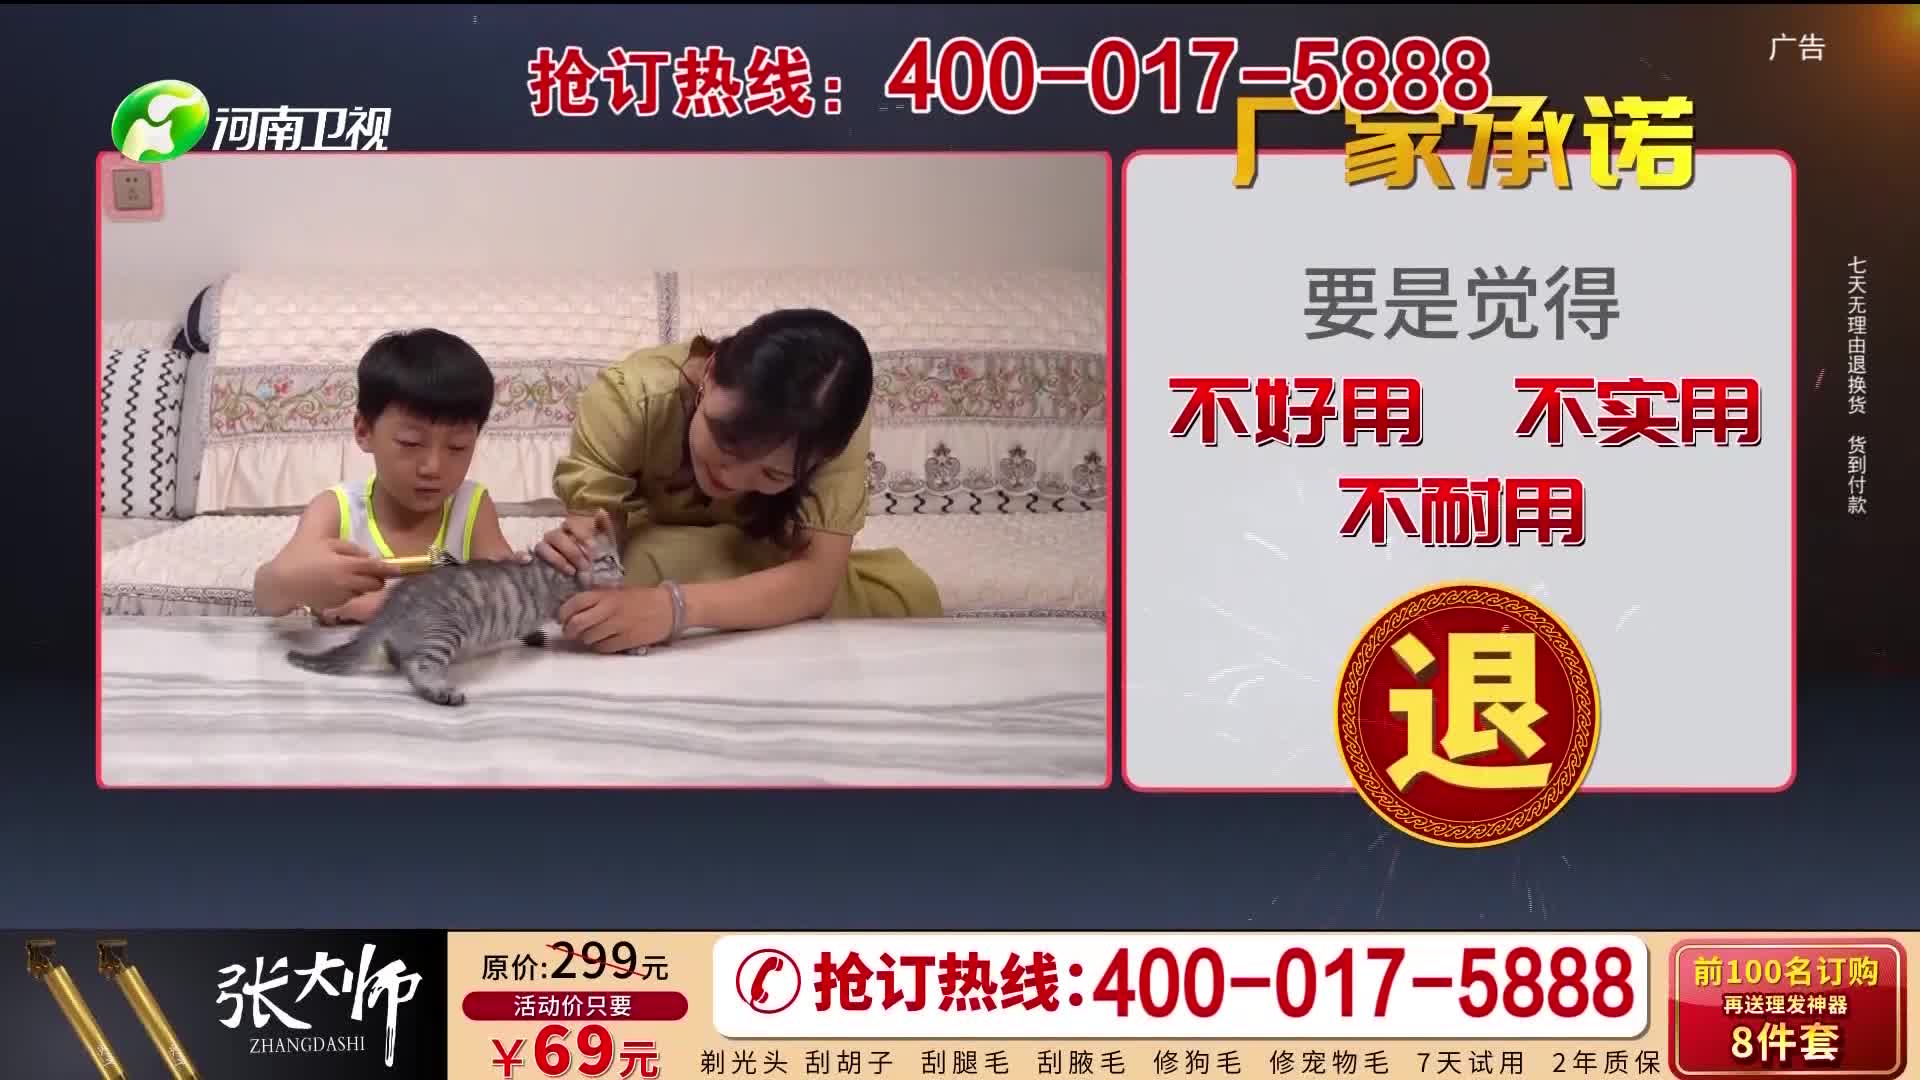 抢订热线：400-017-5888
广告
河南卫视
厂家承诺
要是觉得
不好用 不实用
不耐用
退
七天无理由退换货 货到付款
张大师
ZHANGDASHI
原价:299元
活动价只要
￥69元
抢订热线:400-017-5888
剃光头 刮胡子 刮腿毛 刮腋毛 修狗毛 修宠物毛 7天试用 2年质保
前100名订购
再送理发神器
8件套